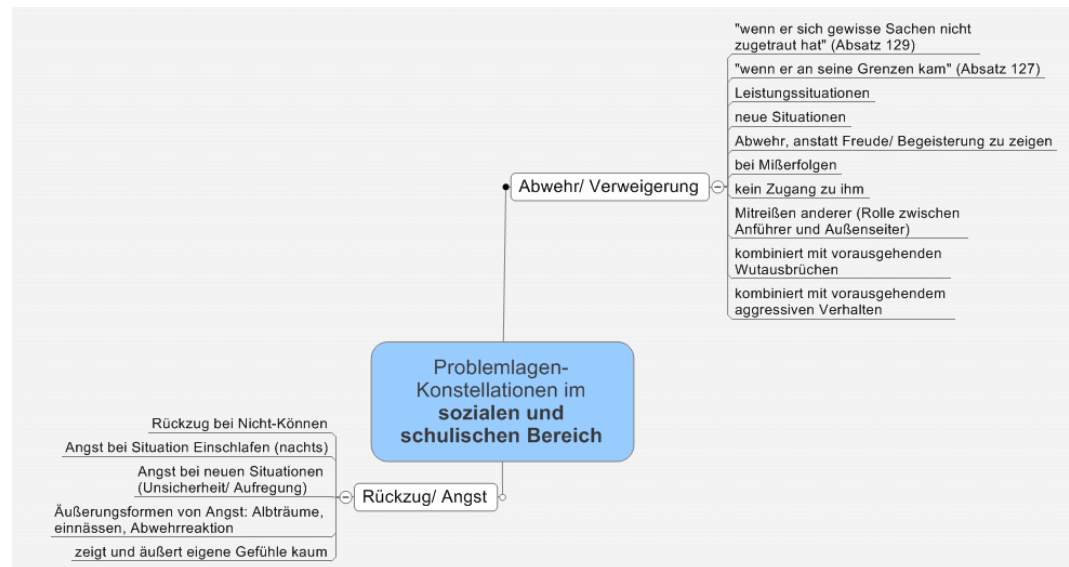 "wenn er sich gewisse Sachen nicht
zugetraut hat" (Absatz 129)
"wenn er an seine Grenzen kam" (Absatz 127)
Leistungssituationen
neue Situationen
Abwehr, anstatt Freude/ Begeisterung zu zeigen
bei Mißerfolgen
Abwehr/ Verweigerung
kein Zugang zu ihm
Mitreißen anderer (Rolle zwischen
Anführer und Außenseiter)
kombiniert mit vorausgehenden
Wutausbrüchen
kombiniert mit vorausgehendem
aggressiven Verhalten
Problemlagen-
Konstellationen im
sozialen und
schulischen Bereich
Rückzug bei Nicht-Können
Angst bei Situation Einschlafen (nachts)
Angst bei neuen Situationen
(Unsicherheit/ Aufregung)
Rückzug/ Angst
Äußerungsformen von Angst: Albträume,
einnässen, Abwehrreaktion
zeigt und äußert eigene Gefühle kaum